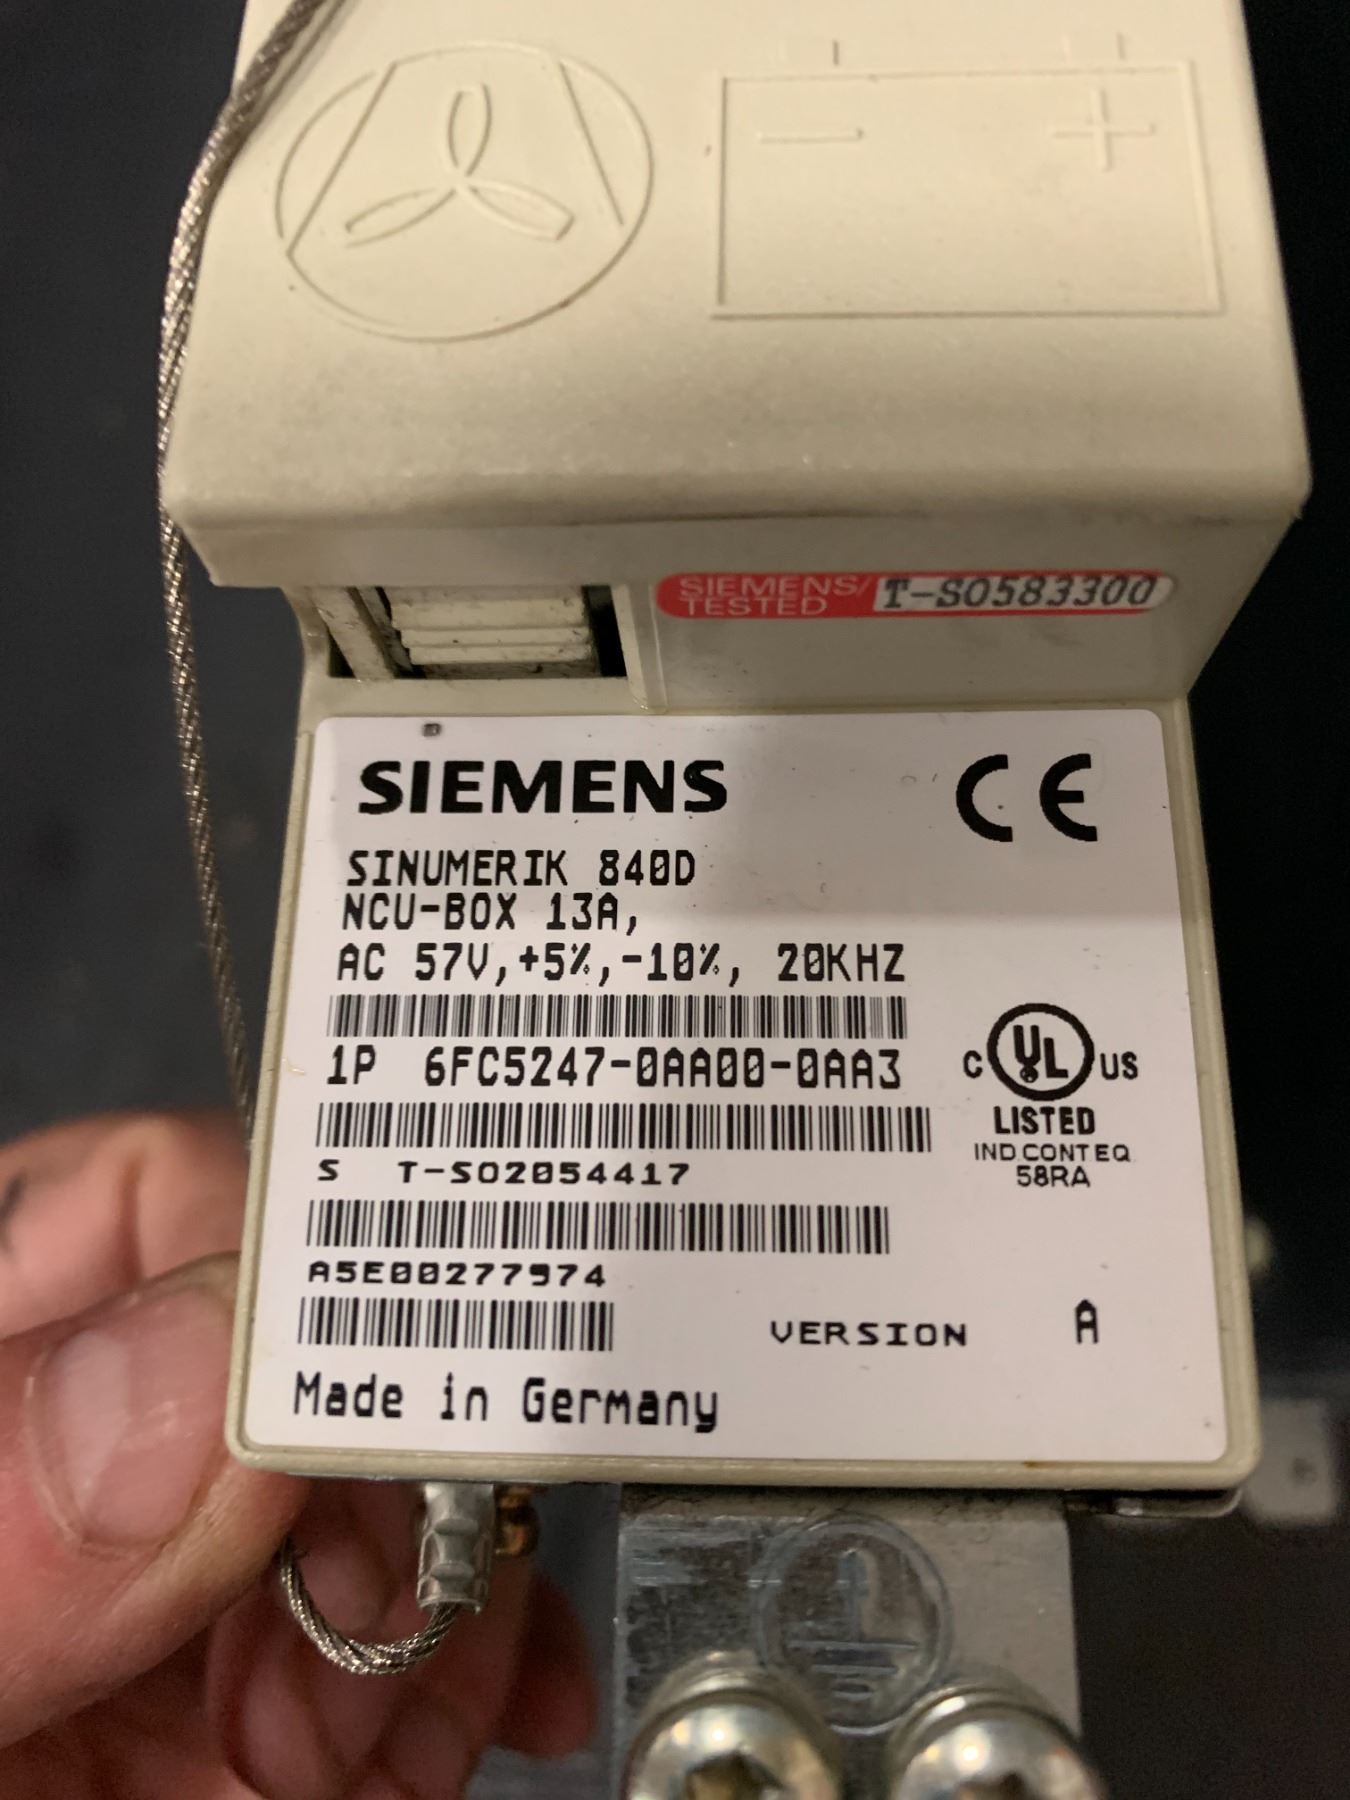 − +
SIEMENS/
TESTED T-S0583300
SIEMENS CE
SINUMERIK 840D
NCU-BOX 13A,
AC 57V,+5%,-10%, 20KHZ
1P 6FC5247-0AA00-0AA3
C UL US
LISTED
IND.CONT EQ
58RA
S T-S02054417
A5E00277974
VERSION A
Made in Germany